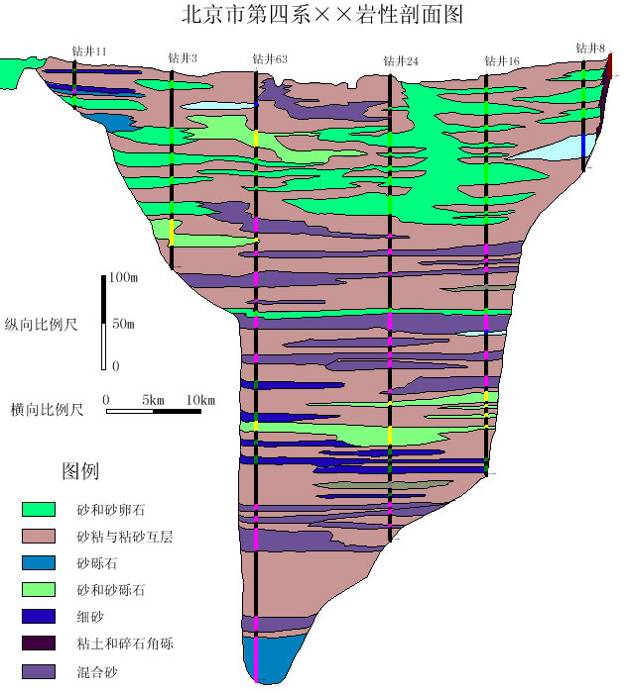 北京市第四系××岩性剖面图
钻井11
钻井3
钻井63
钻井24
钻井16
钻井8
100m
纵向比例尺
50m
0
横向比例尺
0
5km
10km
图例
砂和砂卵石
砂粘与粘砂互层
砂砾石
砂和砂砾石
细砂
粘土和碎石角砾
混合砂